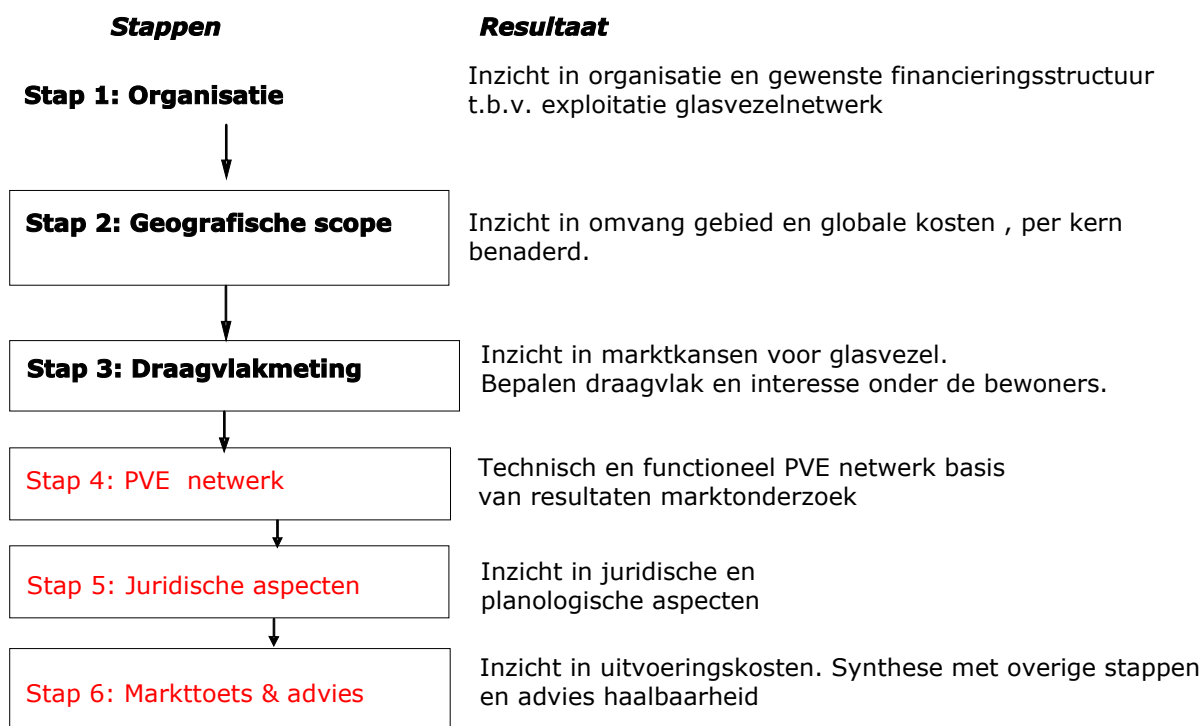 Stappen Resultaat
Stap 1: Organisatie
Inzicht in organisatie en gewenste financieringsstructuur
t.b.v. exploitatie glasvezelnetwerk
Stap 2: Geografische scope
Inzicht in omvang gebied en globale kosten , per kern
benaderd.
Stap 3: Draagvlakmeting
Inzicht in marktkansen voor glasvezel.
Bepalen draagvlak en interesse onder de bewoners.
Stap 4: PVE netwerk
Technisch en functioneel PVE netwerk basis
van resultaten marktonderzoek
Stap 5: Juridische aspecten
Inzicht in juridische en
planologische aspecten
Stap 6: Markttoets & advies
Inzicht in uitvoeringskosten. Synthese met overige stappen
en advies haalbaarheid